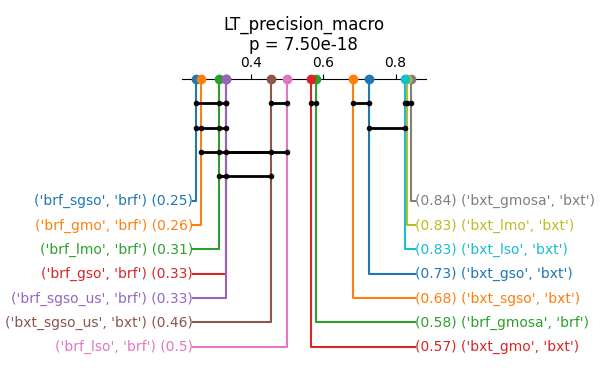 LT_precision_macro
p = 7.50e-18
0.4 0.6 0.8
('brf_sgso', 'brf') (0.25) (0.84) ('bxt_gmosa', 'bxt')
('brf_gmo', 'brf') (0.26) (0.83) ('bxt_lmo', 'bxt')
('brf_lmo', 'brf') (0.31) (0.83) ('bxt_lso', 'bxt')
('brf_gso', 'brf') (0.33) (0.73) ('bxt_gso', 'bxt')
('brf_sgso_us', 'brf') (0.33) (0.68) ('bxt_sgso', 'bxt')
('bxt_sgso_us', 'bxt') (0.46) (0.58) ('brf_gmosa', 'brf')
('brf_lso', 'brf') (0.5) (0.57) ('bxt_gmo', 'bxt')